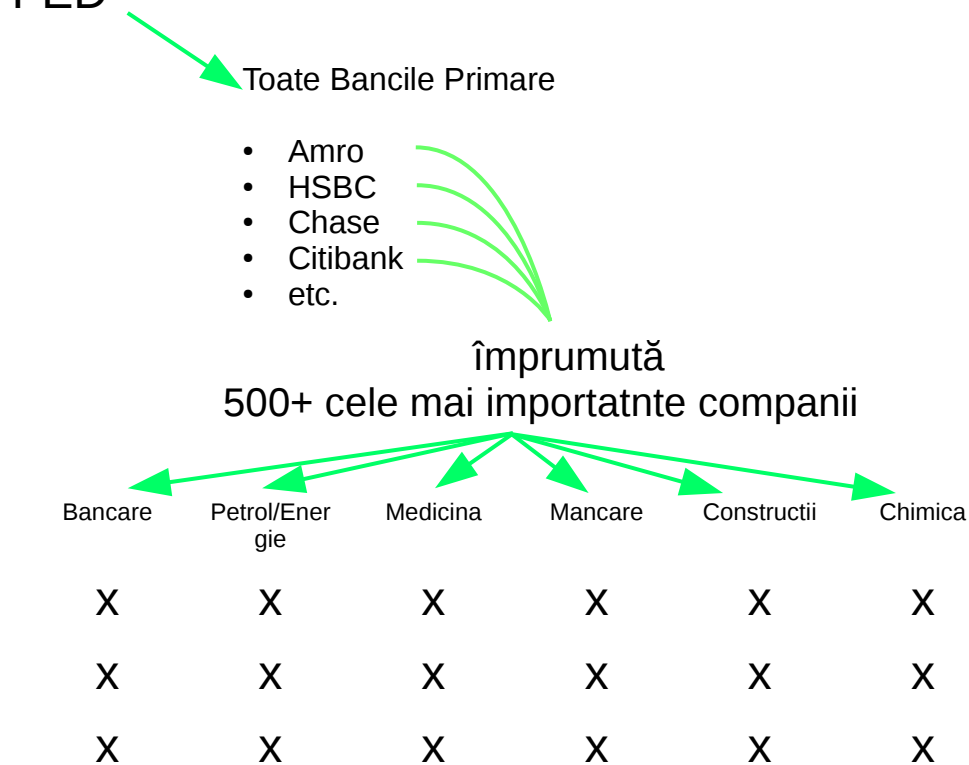 FED
Toate Bancile Primare
• Amro
• HSBC
• Chase
• Citibank
• etc.
împrumută
500+ cele mai importatnte companii
Bancare Petrol/Ener Medicina Mancare Constructii Chimica
gie
x x x x x x
x x x x x x
x x x x x x